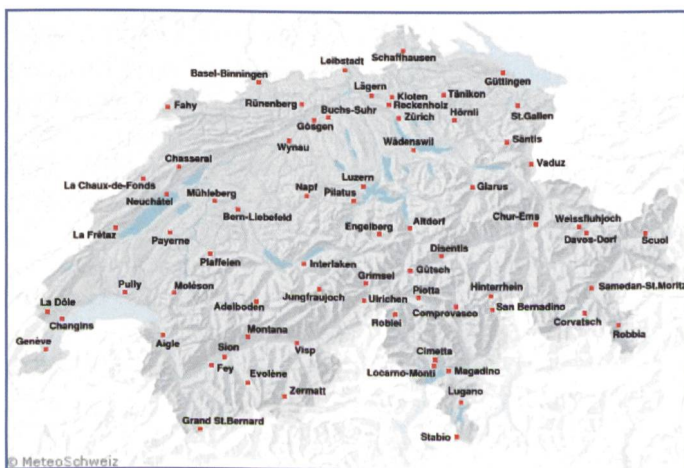 Schaffhausen
Leibstadt
Basel-Binningen
Güttingen
Lägern
Kloten
Tänikon
Fahy
Rünenberg
Buchs-Suhr
Reckenholz
Gösgen
Zürich
Hörnli
St.Gallen
Wynau
Wädenswil
Säntis
Chasseral
Vaduz
La Chaux-de-Fonds
Luzern
Glarus
Neuchâtel
Mühleberg
Napf
Pilatus
Bern-Liebefeld
La Frétaz
Payerne
Engelberg
Altdorf
Chur-Ems
Weissfluhjoch
Davos-Dorf
Scuol
Plaffeien
Disentis
Interlaken
Gütsch
Grimsel
Pully
Moléson
Jungfraujoch
Ulrichen
Piotta
Hinterrhein
Samedan-St.Moritz
La Dôle
Adelboden
Robiei
Comprovasco
San Bernadino
Changins
Corvatsch
Genève
Aigle
Montana
Robbia
Sion
Visp
Cimetta
Fey
Locarno-Monti
Magadino
Evolène
Zermatt
Lugano
Grand St.Bernard
Stabio
© MeteoSchweiz